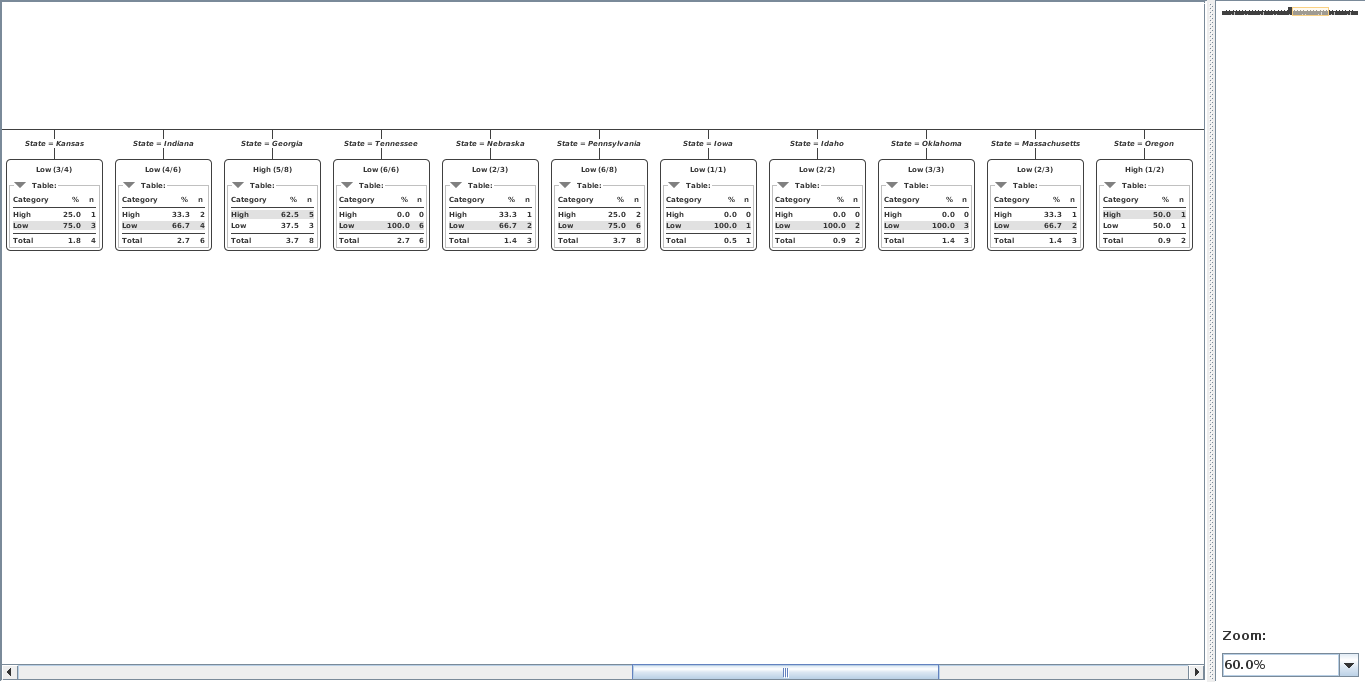 State = Kansas State = Indiana State = Georgia State = Tennessee State = Nebraska State = Pennsylvania State = Iowa State = Idaho State = Oklahoma State = Massachusetts State = Oregon
Low (3/4) Low (4/6) High (5/8) Low (6/6) Low (2/3) Low (6/8) Low (1/1) Low (2/2) Low (3/3) Low (2/3) High (1/2)
Table: Table: Table: Table: Table: Table: Table: Table: Table: Table: Table:
Category % n Category % n Category % n Category % n Category % n Category % n Category % n Category % n Category % n Category % n Category % n
High 25.0 1 High 33.3 2 High 62.5 5 High 0.0 0 High 33.3 1 High 25.0 2 High 0.0 0 High 0.0 0 High 0.0 0 High 33.3 1 High 50.0 1
Low 75.0 3 Low 66.7 4 Low 37.5 3 Low 100.0 6 Low 66.7 2 Low 75.0 6 Low 100.0 1 Low 100.0 2 Low 100.0 3 Low 66.7 2 Low 50.0 1
Total 1.8 4 Total 2.7 6 Total 3.7 8 Total 2.7 6 Total 1.4 3 Total 3.7 8 Total 0.5 1 Total 0.9 2 Total 1.4 3 Total 1.4 3 Total 0.9 2
Zoom:
60.0%